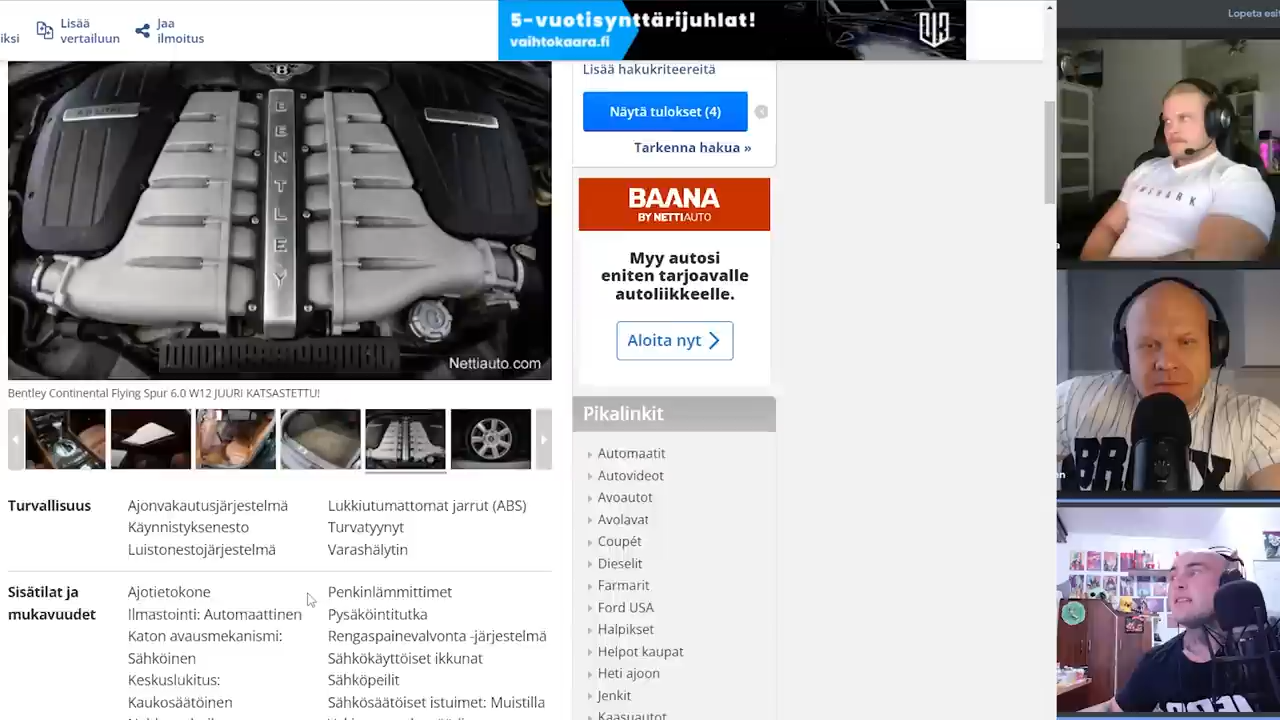 iksi
Lisää
vertailuun
Jaa
ilmoitus
5-vuotisynttärijuhlat!
vaihtokaara.fi
Lopeta esi
BENTLEY
Nettiauto.com
Bentley Continental Flying Spur 6.0 W12 JUURI KATSASTETTU!
Turvallisuus
Ajonvakautusjärjestelmä
Lukkiutumattomat jarrut (ABS)
Käynnistyksenesto
Turvatyynyt
Luistonestojärjestelmä
Varashälytin
Sisätilat ja
mukavuudet
Ajotietokone
Penkinlämmittimet
Ilmastointi: Automaattinen
Pysäköintitutka
Katon avausmekanismi:
Rengaspainevalvonta -järjestelmä
Sähköinen
Sähkökäyttöiset ikkunat
Keskuslukitus:
Sähköpeilit
Kaukosäätöinen
Sähkösäätöiset istuimet: Muistilla
Lisää hakukriteereitä
Näytä tulokset (4)
Tarkenna hakua »
BAANA
BY NETTIAUTO
Myy autosi
eniten tarjoavalle
autoliikkeelle.
Aloita nyt
Pikalinkit
Automaatit
Autovideot
Avoautot
Avolavat
Coupét
Dieselit
Farmarit
Ford USA
Halpikset
Helpot kaupat
Heti ajoon
Jenkit
Kaasuautot